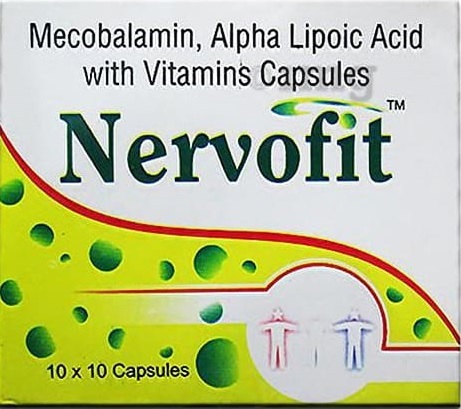 Mecobalamin, Alpha Lipoic Acid
with Vitamins Capsules
Nervofit™
10 x 10 Capsules